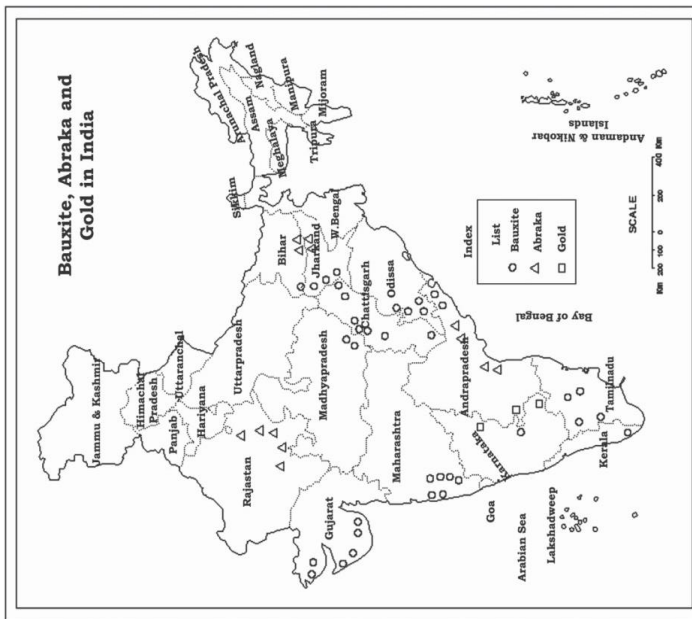 Bauxite, Abraka and
Gold in India
Jammu & Kashmir
Himachal
Pradesh
Panjab
Uttaranchal
Hariyana
Rajastan
Uttarpradesh
Sikkim
Arunachal Pradesh
Assam
Nagland
Meghalaya
Manipura
Tripura
Mijoram
Bihar
Jharkand
W.Bengal
Gujarat
Madhyapradesh
Chattisgarh
Odissa
Maharashtra
Andrapradesh
Goa
Karnataka
Arabian Sea
Bay of Bengal
Lakshadweep
Kerala
Tamilnadu
Andaman & Nikobar
Islands
Index
List
Bauxite
Abraka
Gold
SCALE
Km 200 100 0 200 400 Km